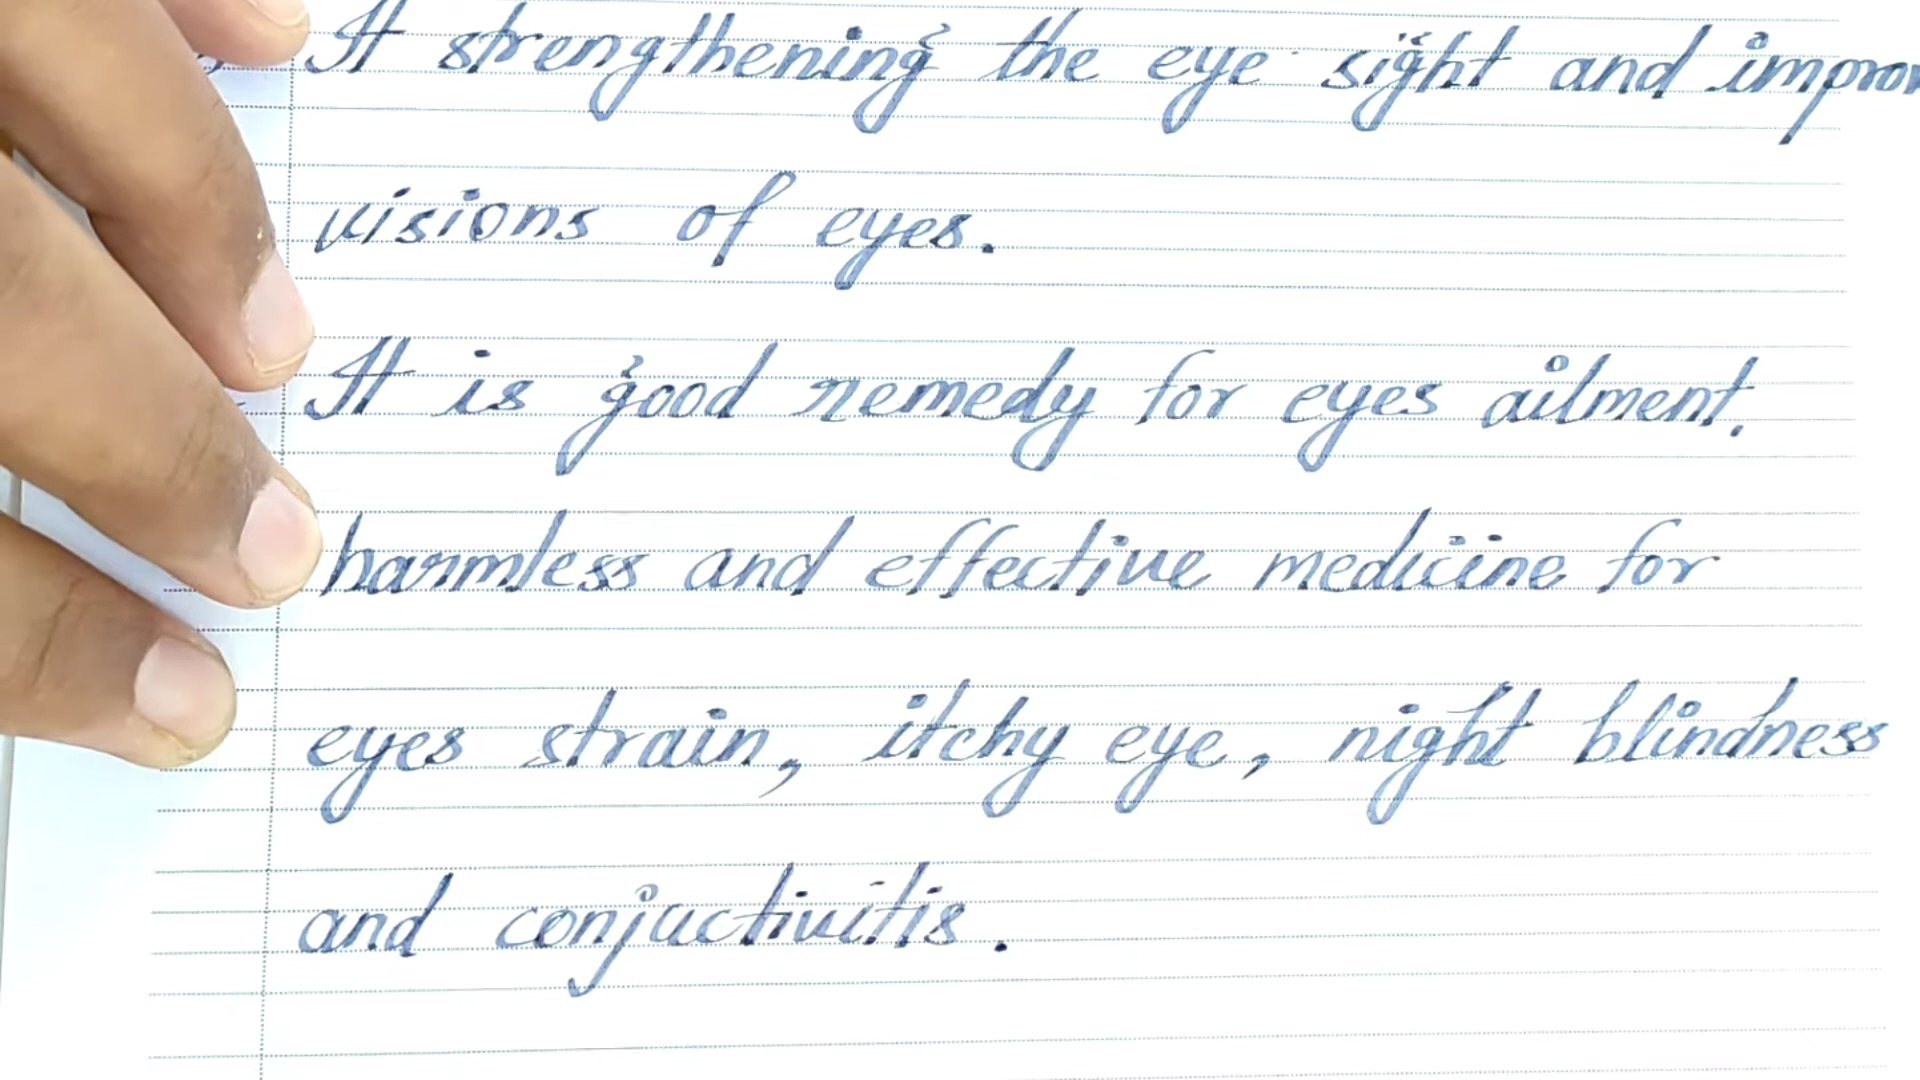 It strengthening the eye sight and improv
visions of eyes.
It is good remedy for eyes ailment.
harmless and effective medicine for
eyes strain, itchy eye, night blindness
and conjuctivitis.